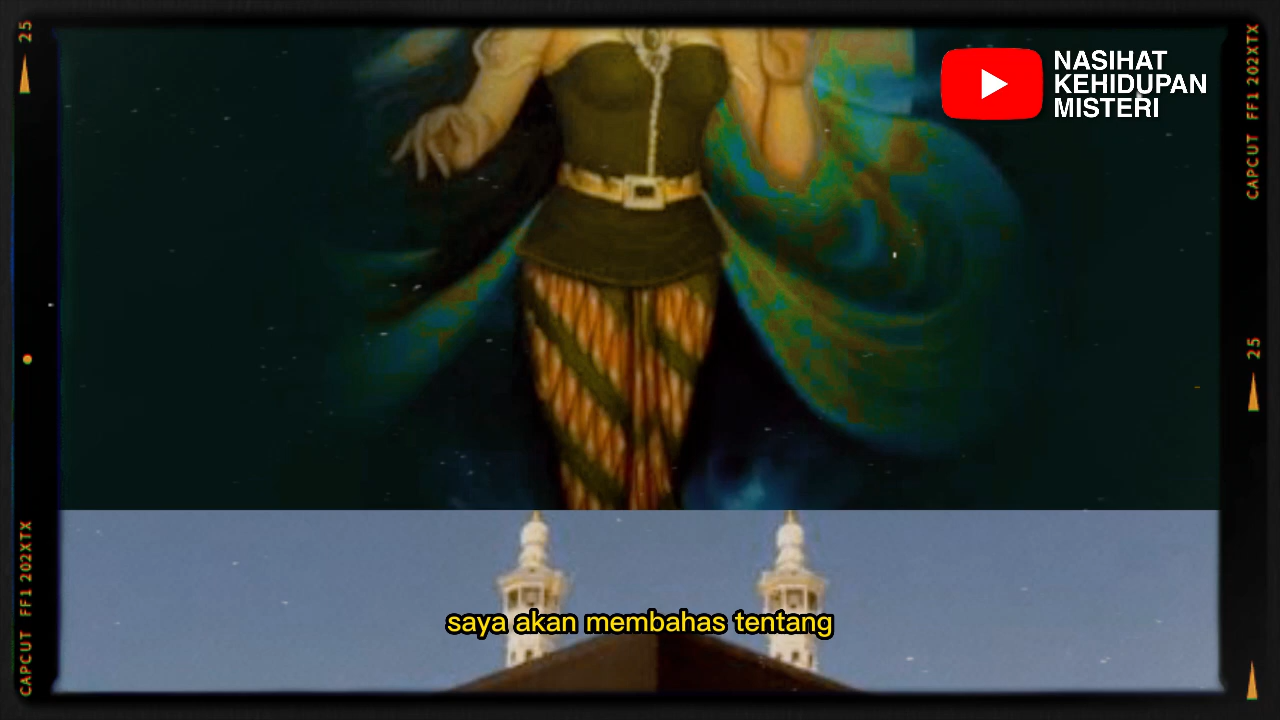 25
NASIHAT
KEHIDUPAN
MISTERI
CAPCUT FF1 202XTX
25
saya akan membahas tentang
CAPCUT FF1 202XTX